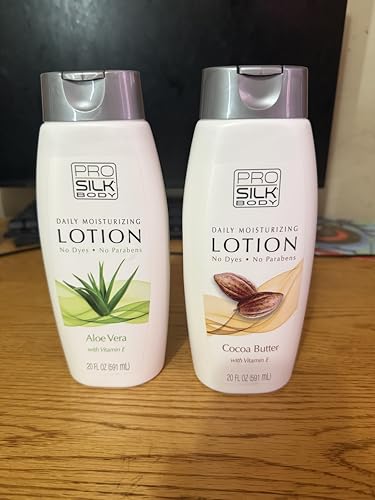 PRO
SILK
BODY
DAILY MOISTURIZING
LOTION
No Dyes • No Parabens
Aloe Vera
with Vitamin E
20 FL OZ (591 mL)
PRO
SILK
BODY
DAILY MOISTURIZING
LOTION
No Dyes • No Parabens
Cocoa Butter
with Vitamin E
20 FL OZ (591 mL)